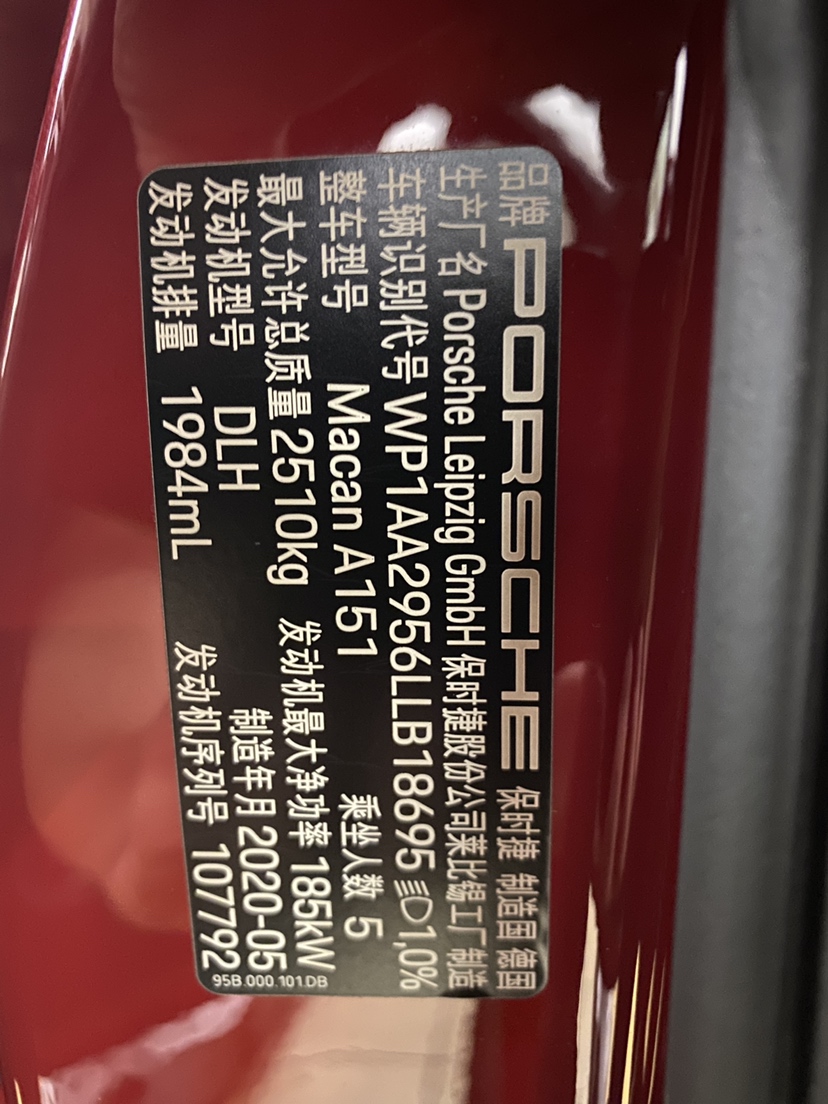 品牌 PORSCHE 保时捷 制造国 德国
生产厂名 Porsche Leipzig GmbH 保时捷股份公司莱比锡工厂制造
车辆识别代号 WP1AA2956LLB18695 1,0%
整车型号 Macan A151 乘坐人数 5
最大允许总质量 2510kg 发动机最大净功率 185kW
发动机型号 DLH 制造年月 2020-05
发动机排量 1984mL 发动机序列号 107792
95B.000.101.DB